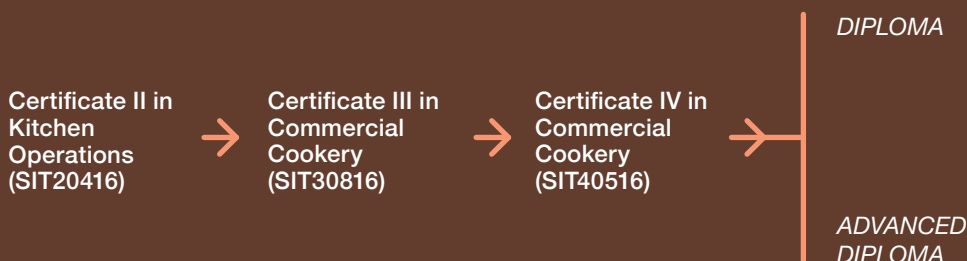 DIPLOMA
Certificate II in
Kitchen
Operations
(SIT20416)
Certificate III in
Commercial
Cookery
(SIT30816)
Certificate IV in
Commercial
Cookery
(SIT40516)
ADVANCED
DIPLOMA